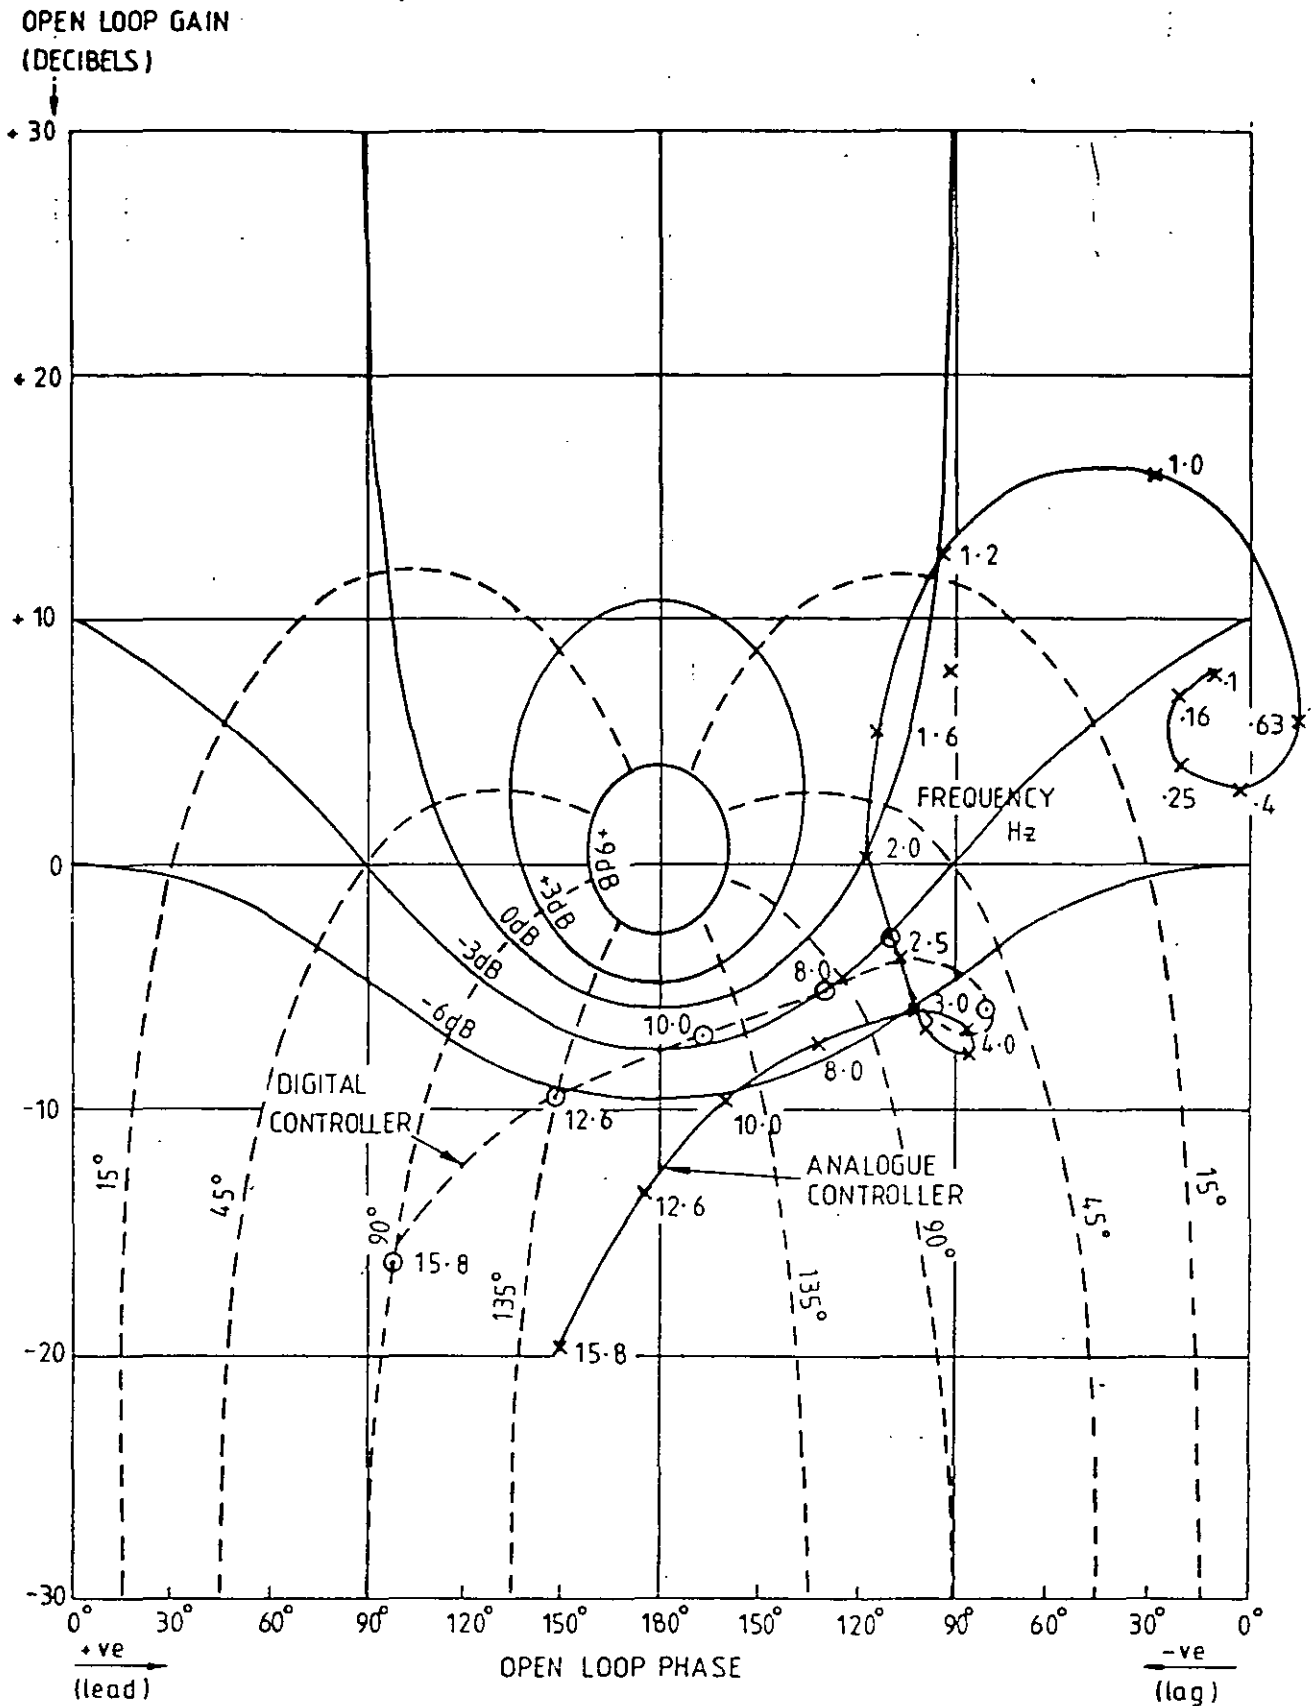 OPEN LOOP GAIN
(DECIBELS)
+30
+20
1·0
1·2
+10
·1
·16
1·6
·63
·25
·4
FREQUENCY
Hz
0
2·0
+9dB
+3dB
0dB
-3dB
-6dB
2·5
8·0
3·0
10·0
4·0
8·0
DIGITAL
CONTROLLER
-10
12·6
10·0
ANALOGUE
CONTROLLER
12·6
15°
45°
90°
15·8
135°
135°
90°
45°
15°
-20
15·8
-30
0° 30° 60° 90° 120° 150° 180° 150° 120° 90° 60° 30° 0°
+ve
(lead)
OPEN LOOP PHASE
-ve
(lag)